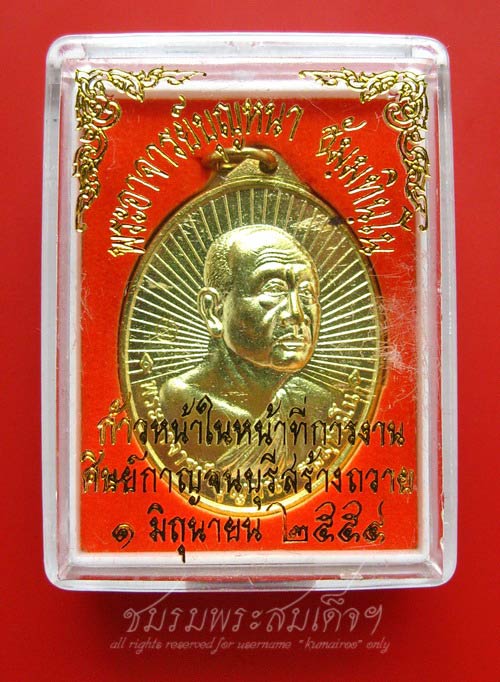 พระอาจารย์บุญหนา ธัมมทินโน
ก้าวหน้าในหน้าที่การงาน
ศิษย์กาญจนบุรีสร้างถวาย
๑ มิถุนายน ๒๕๕๔
ชมรมพระสมเด็จฯ
all rights reserved for username "kumairos" only